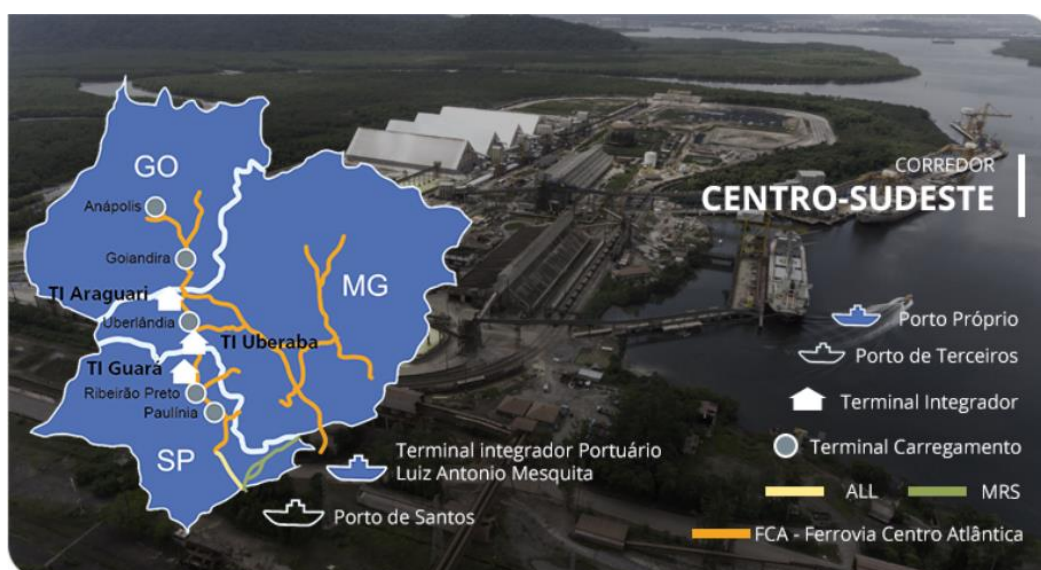 CORREDOR
CENTRO-SUDESTE
GO
Anápolis
Goiandira
MG
TI Araguari
Uberlândia
TI Uberaba
TI Guará
Ribeirão Preto
Paulínia
SP
Terminal integrador Portuário
Luiz Antonio Mesquita
Porto de Santos
Porto Próprio
Porto de Terceiros
Terminal Integrador
Terminal Carregamento
ALL MRS
FCA - Ferrovia Centro Atlântica